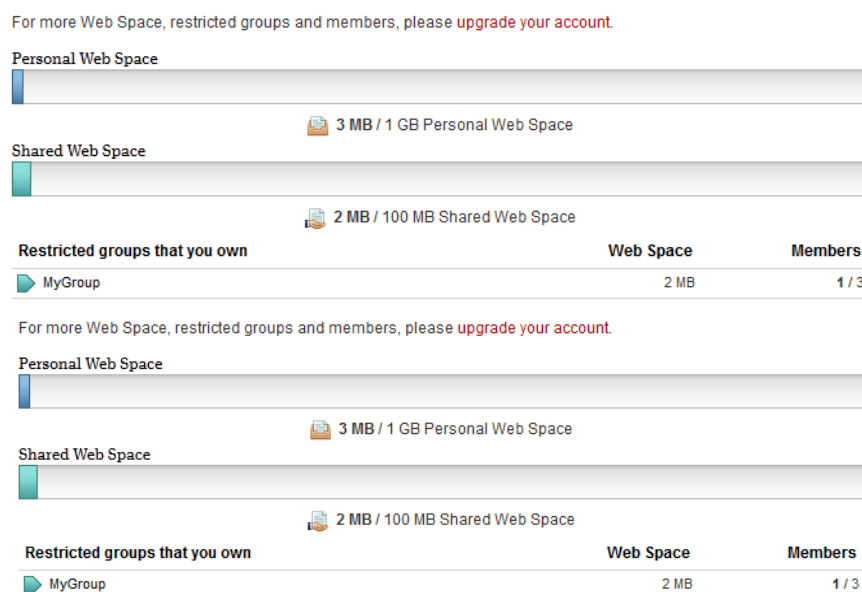 For more Web Space, restricted groups and members, please upgrade your account.
Personal Web Space
3 MB / 1 GB Personal Web Space
Shared Web Space
2 MB / 100 MB Shared Web Space
Restricted groups that you own Web Space Members
MyGroup 2 MB 1 / 3
For more Web Space, restricted groups and members, please upgrade your account.
Personal Web Space
3 MB / 1 GB Personal Web Space
Shared Web Space
2 MB / 100 MB Shared Web Space
Restricted groups that you own Web Space Members
MyGroup 2 MB 1 / 3